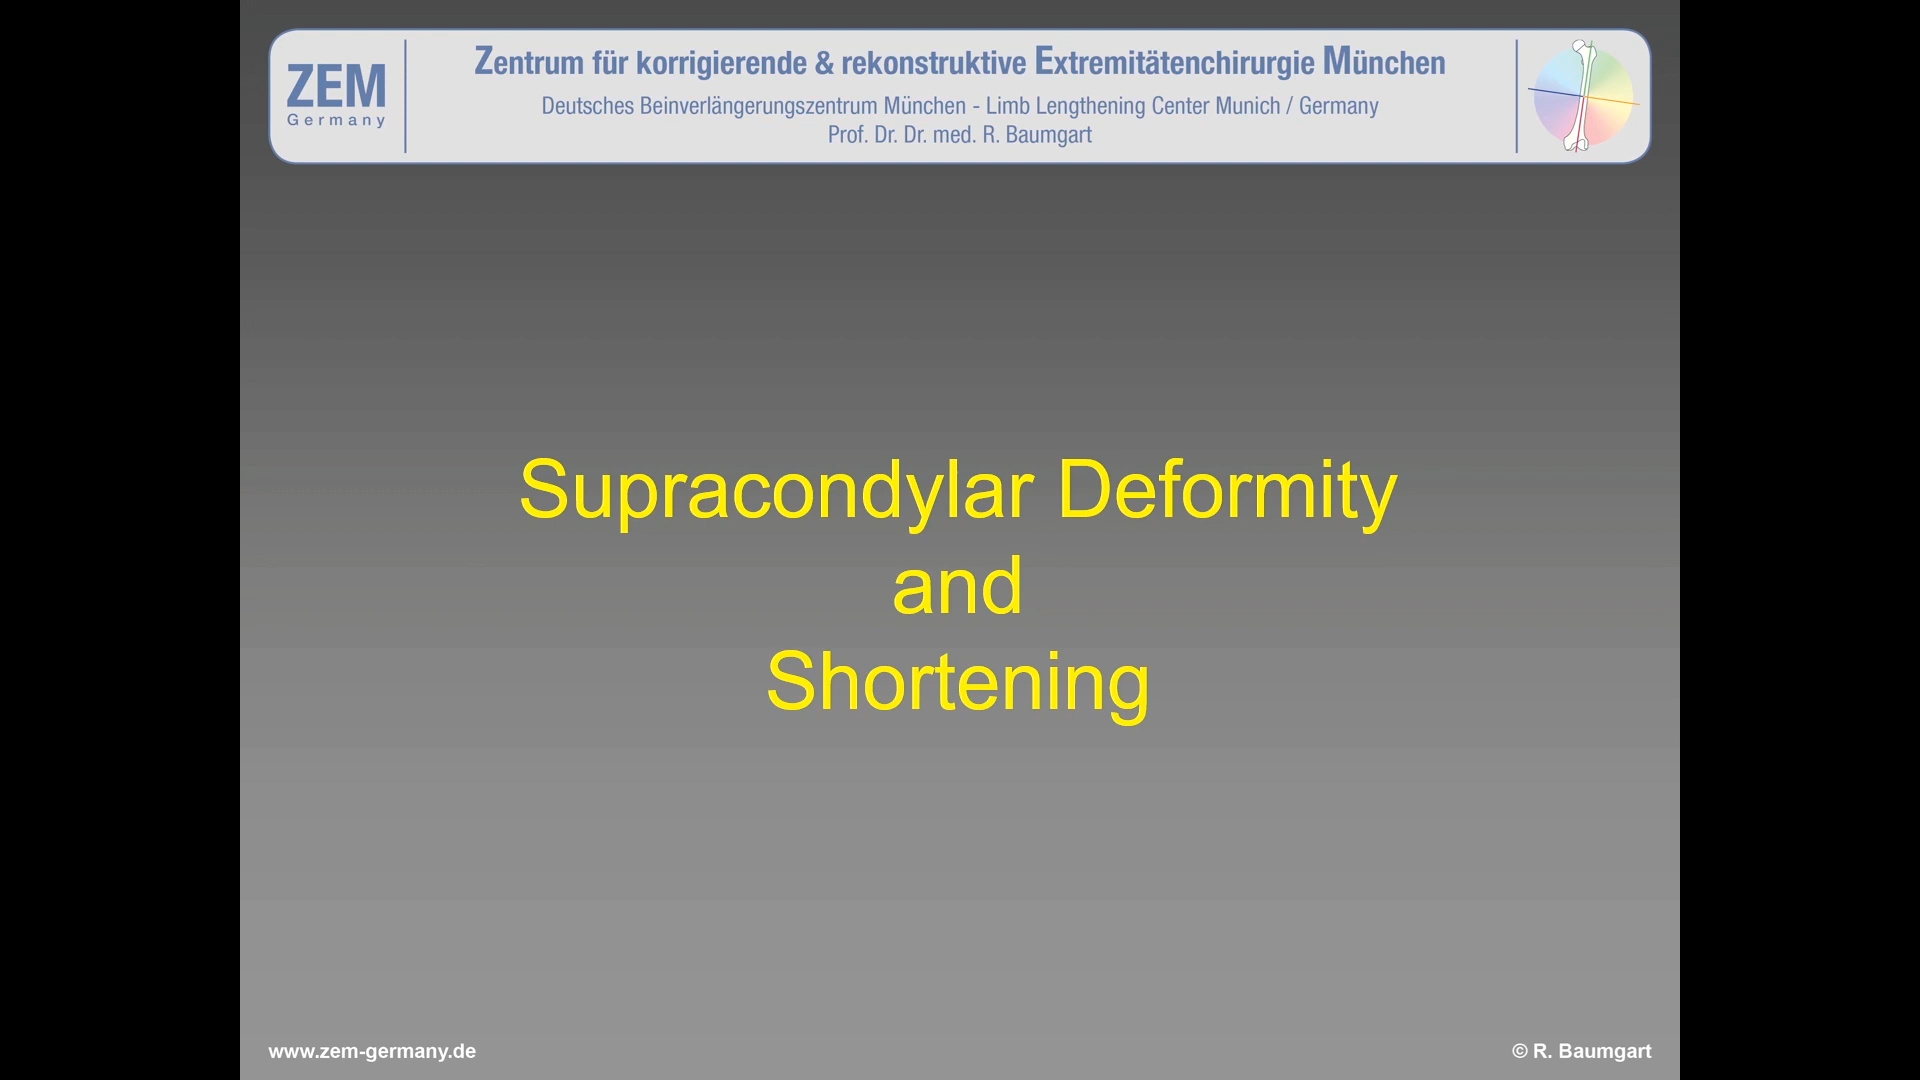 ZEM
Germany
Zentrum für korrigierende & rekonstruktive Extremitätenchirurgie München
Deutsches Beinverlängerungszentrum München - Limb Lengthening Center Munich / Germany
Prof. Dr. Dr. med. R. Baumgart
Supracondylar Deformity
and
Shortening
www.zem-germany.de
© R. Baumgart